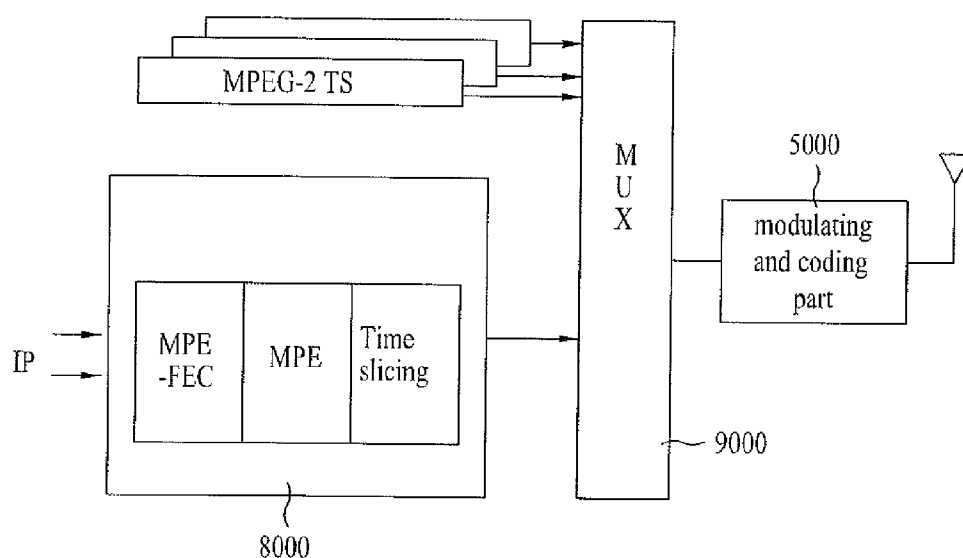 MPEG-2 TS
M
U
X
5000
modulating
and coding
part
IP
MPE
-FEC
MPE
Time
slicing
9000
8000